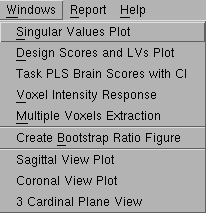 Windows Report Help
Singular Values Plot
Design Scores and LVs Plot
Task PLS Brain Scores with CI
Voxel Intensity Response
Multiple Voxels Extraction
Create Bootstrap Ratio Figure
Sagittal View Plot
Coronal View Plot
3 Cardinal Plane View